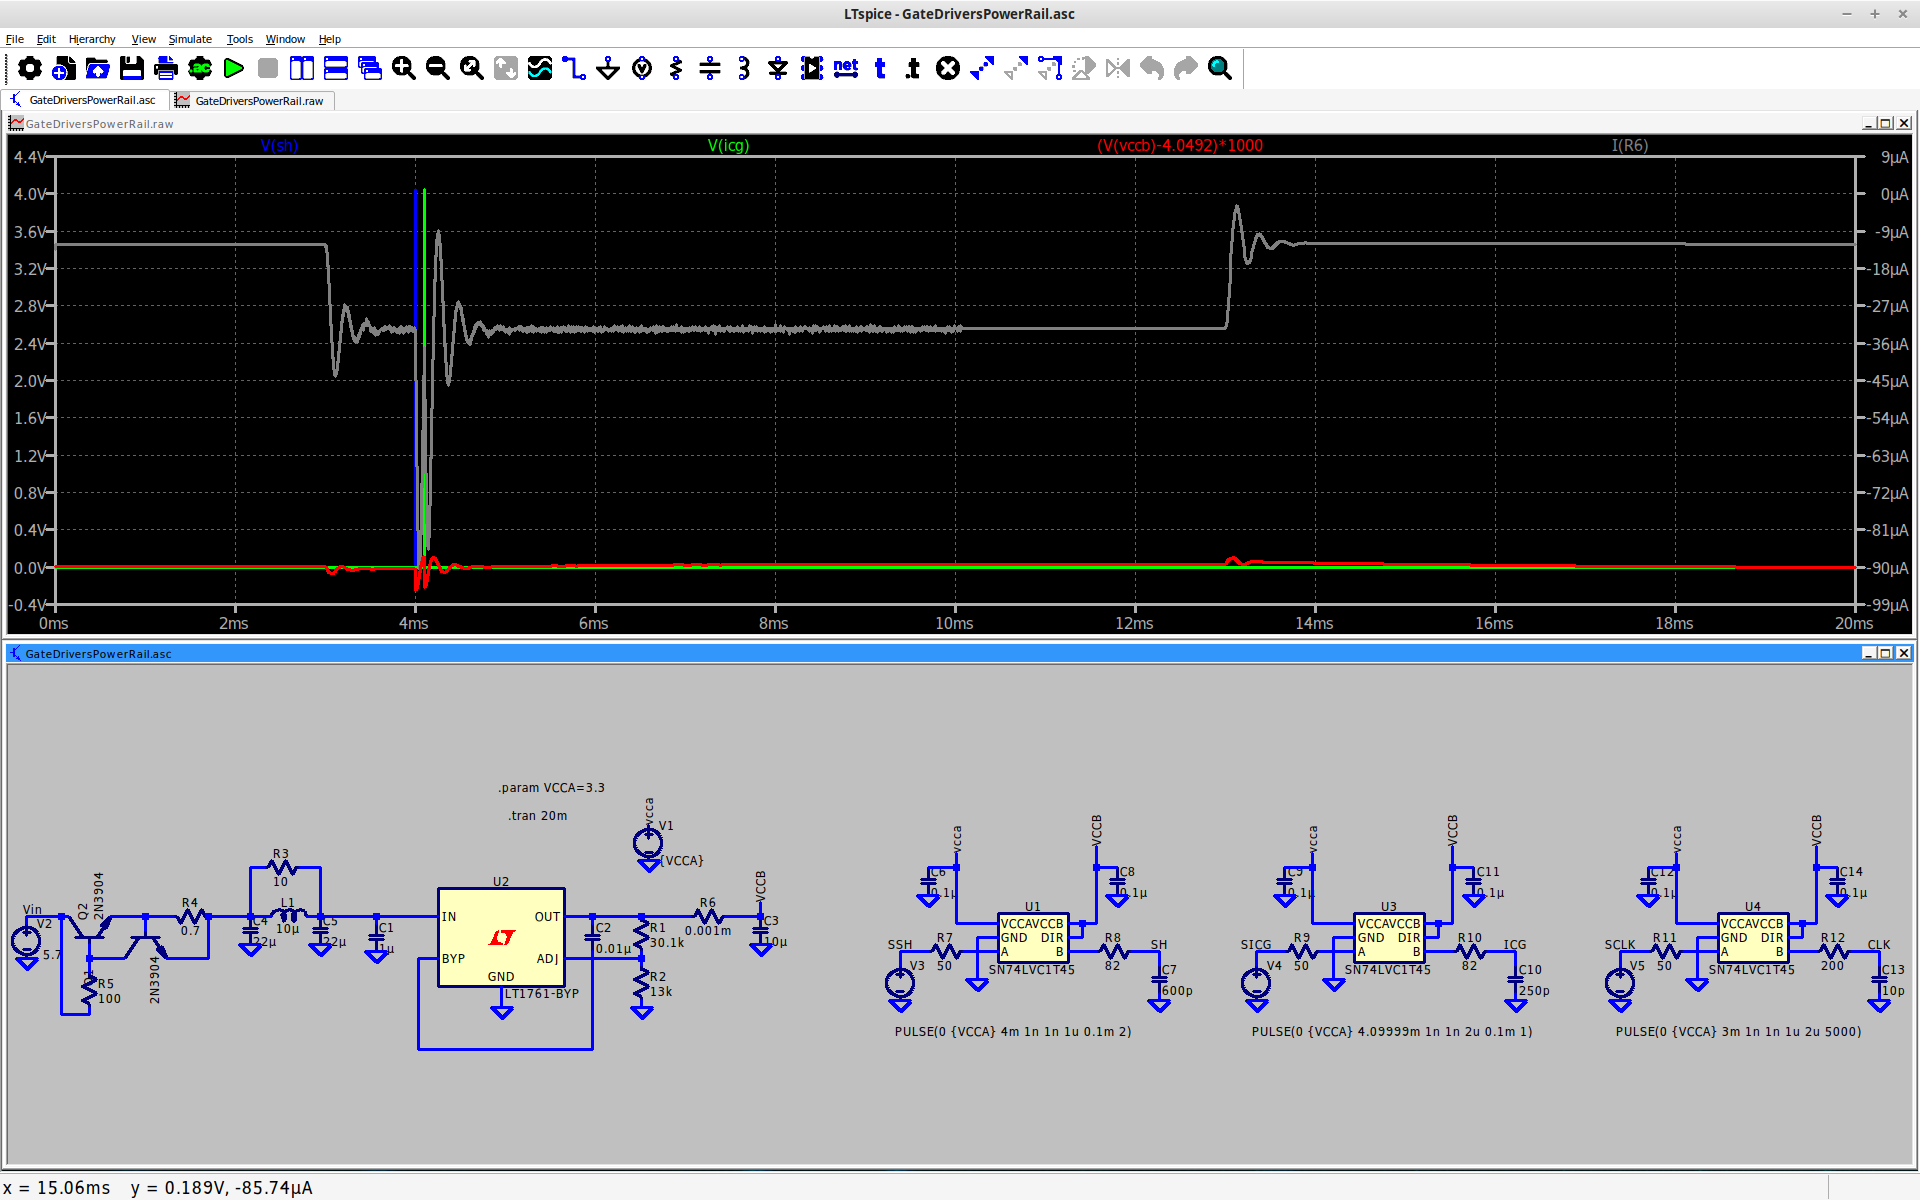 LTspice - GateDriversPowerRail.asc
File Edit Hierarchy View Simulate Tools Window Help
.ac net t .t
GateDriversPowerRail.asc GateDriversPowerRail.raw
GateDriversPowerRail.raw
V(sh) V(icg) (V(vccb)-4.0492)*1000 I(R6)
4.4V 9µA
4.0V 0µA
3.6V -9µA
3.2V -18µA
2.8V -27µA
2.4V -36µA
2.0V -45µA
1.6V -54µA
1.2V -63µA
0.8V -72µA
0.4V -81µA
0.0V -90µA
-0.4V -99µA
0ms 2ms 4ms 6ms 8ms 10ms 12ms 14ms 16ms 18ms 20ms
GateDriversPowerRail.asc
.param VCCA=3.3
.tran 20m
vcca
V1
{VCCA}
Vin
V2
5.7
Q2
2N3904
2N3904
R5
100
R4
0.7
R3
10
L1
10µ
C4
22µ
C5
22µ
C1
1µ
U2
IN OUT
BYP ADJ
GND
LT1761-BYP
C2
0.01µ
R1
30.1k
R2
13k
R6
0.001m
VCCB
C3
10µ
vcca VCCB
C6 C8
0.1µ 0.1µ
U1
VCCAVCCB
GND DIR
A B
SN74LVC1T45
SSH R7 R8 SH
50 82
V3 C7
600p
PULSE(0 {VCCA} 4m 1n 1n 1u 0.1m 2)
vcca VCCB
C9 C11
0.1µ 0.1µ
U3
VCCAVCCB
GND DIR
A B
SN74LVC1T45
SICG R9 R10 ICG
50 82
V4 C10
250p
PULSE(0 {VCCA} 4.09999m 1n 1n 2u 0.1m 1)
vcca VCCB
C12 C14
0.1µ 0.1µ
U4
VCCAVCCB
GND DIR
A B
SN74LVC1T45
SCLK R11 R12 CLK
50 200
V5 C13
10p
PULSE(0 {VCCA} 3m 1n 1n 1u 2u 5000)
x = 15.06ms y = 0.189V, -85.74µA